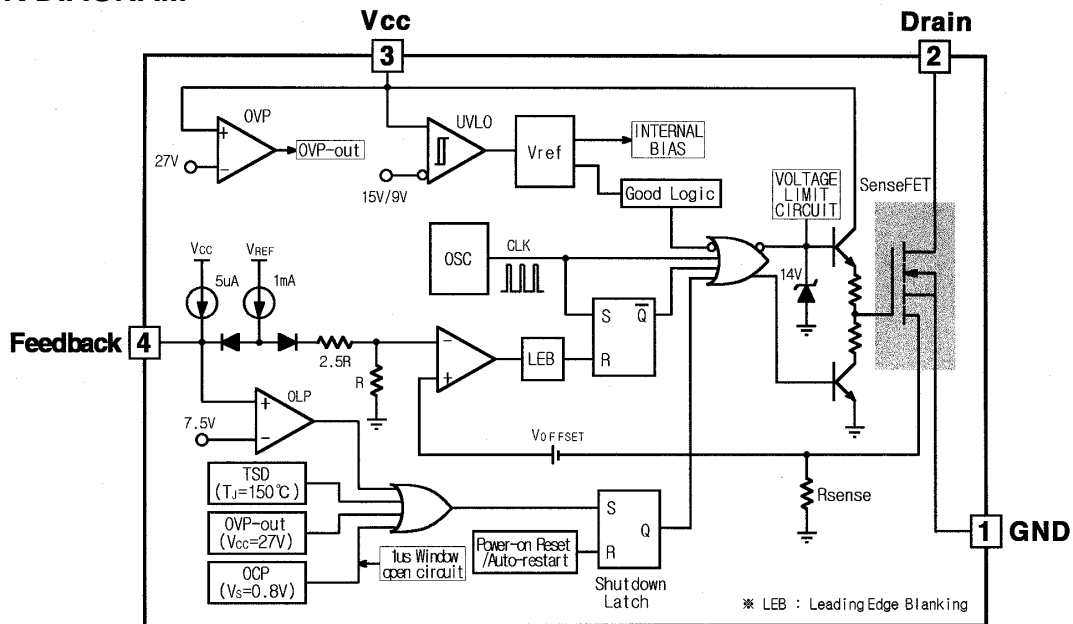 Vcc
Drain
3
2
OVP
+
-
27V
OVP-out
UVLO
15V/9V
Vref
INTERNAL
BIAS
Good Logic
VOLTAGE
LIMIT
CIRCUIT
SenseFET
OSC
CLK
14V
VCC
VREF
5uA
1mA
S
Q
R
Feedback
4
2.5R
R
-
+
LEB
OLP
+
-
7.5V
VOFFSET
Rsense
TSD
(TJ=150℃)
OVP-out
(VCC=27V)
OCP
(VS=0.8V)
1us Window
open circuit
Power-on Reset
/Auto-restart
S
Q
R
Shutdown
Latch
1
GND
※ LEB : Leading Edge Blanking